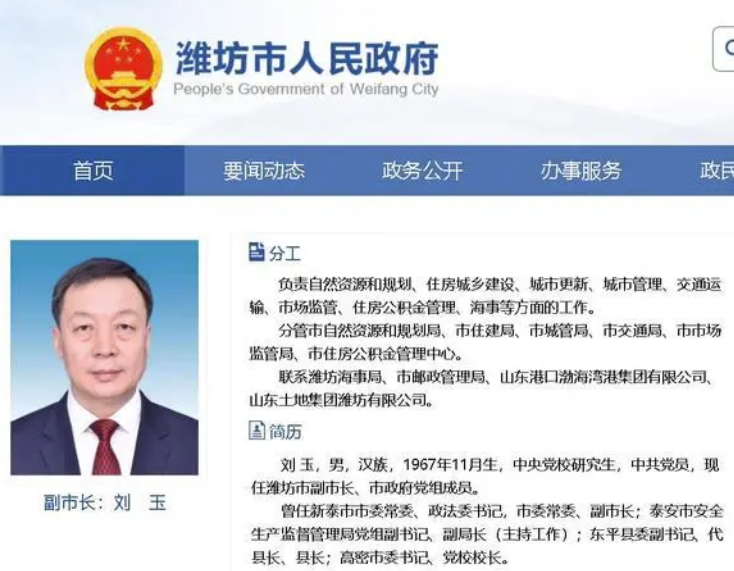 潍坊市人民政府
People's Government of Weifang City
首页 要闻动态 政务公开 办事服务 政民
分工
负责自然资源和规划、住房城乡建设、城市更新、城市管理、交通运
输、市场监管、住房公积金管理、海事等方面的工作。
分管市自然资源和规划局、市住建局、市城管局、市交通局、市市场
监管局、市住房公积金管理中心。
联系潍坊海事局、市邮政管理局、山东港口渤海湾港集团有限公司、
山东土地集团潍坊有限公司。
简历
刘 玉，男，汉族，1967年11月生，中央党校研究生，中共党员，现
任潍坊市副市长、市政府党组成员。
曾任新泰市市委常委、政法委书记，市委常委、副市长；泰安市安全
生产监督管理局党组副书记、副局长（主持工作）；东平县委副书记、代
县长、县长；高密市委书记、党校校长。
副市长：刘 玉